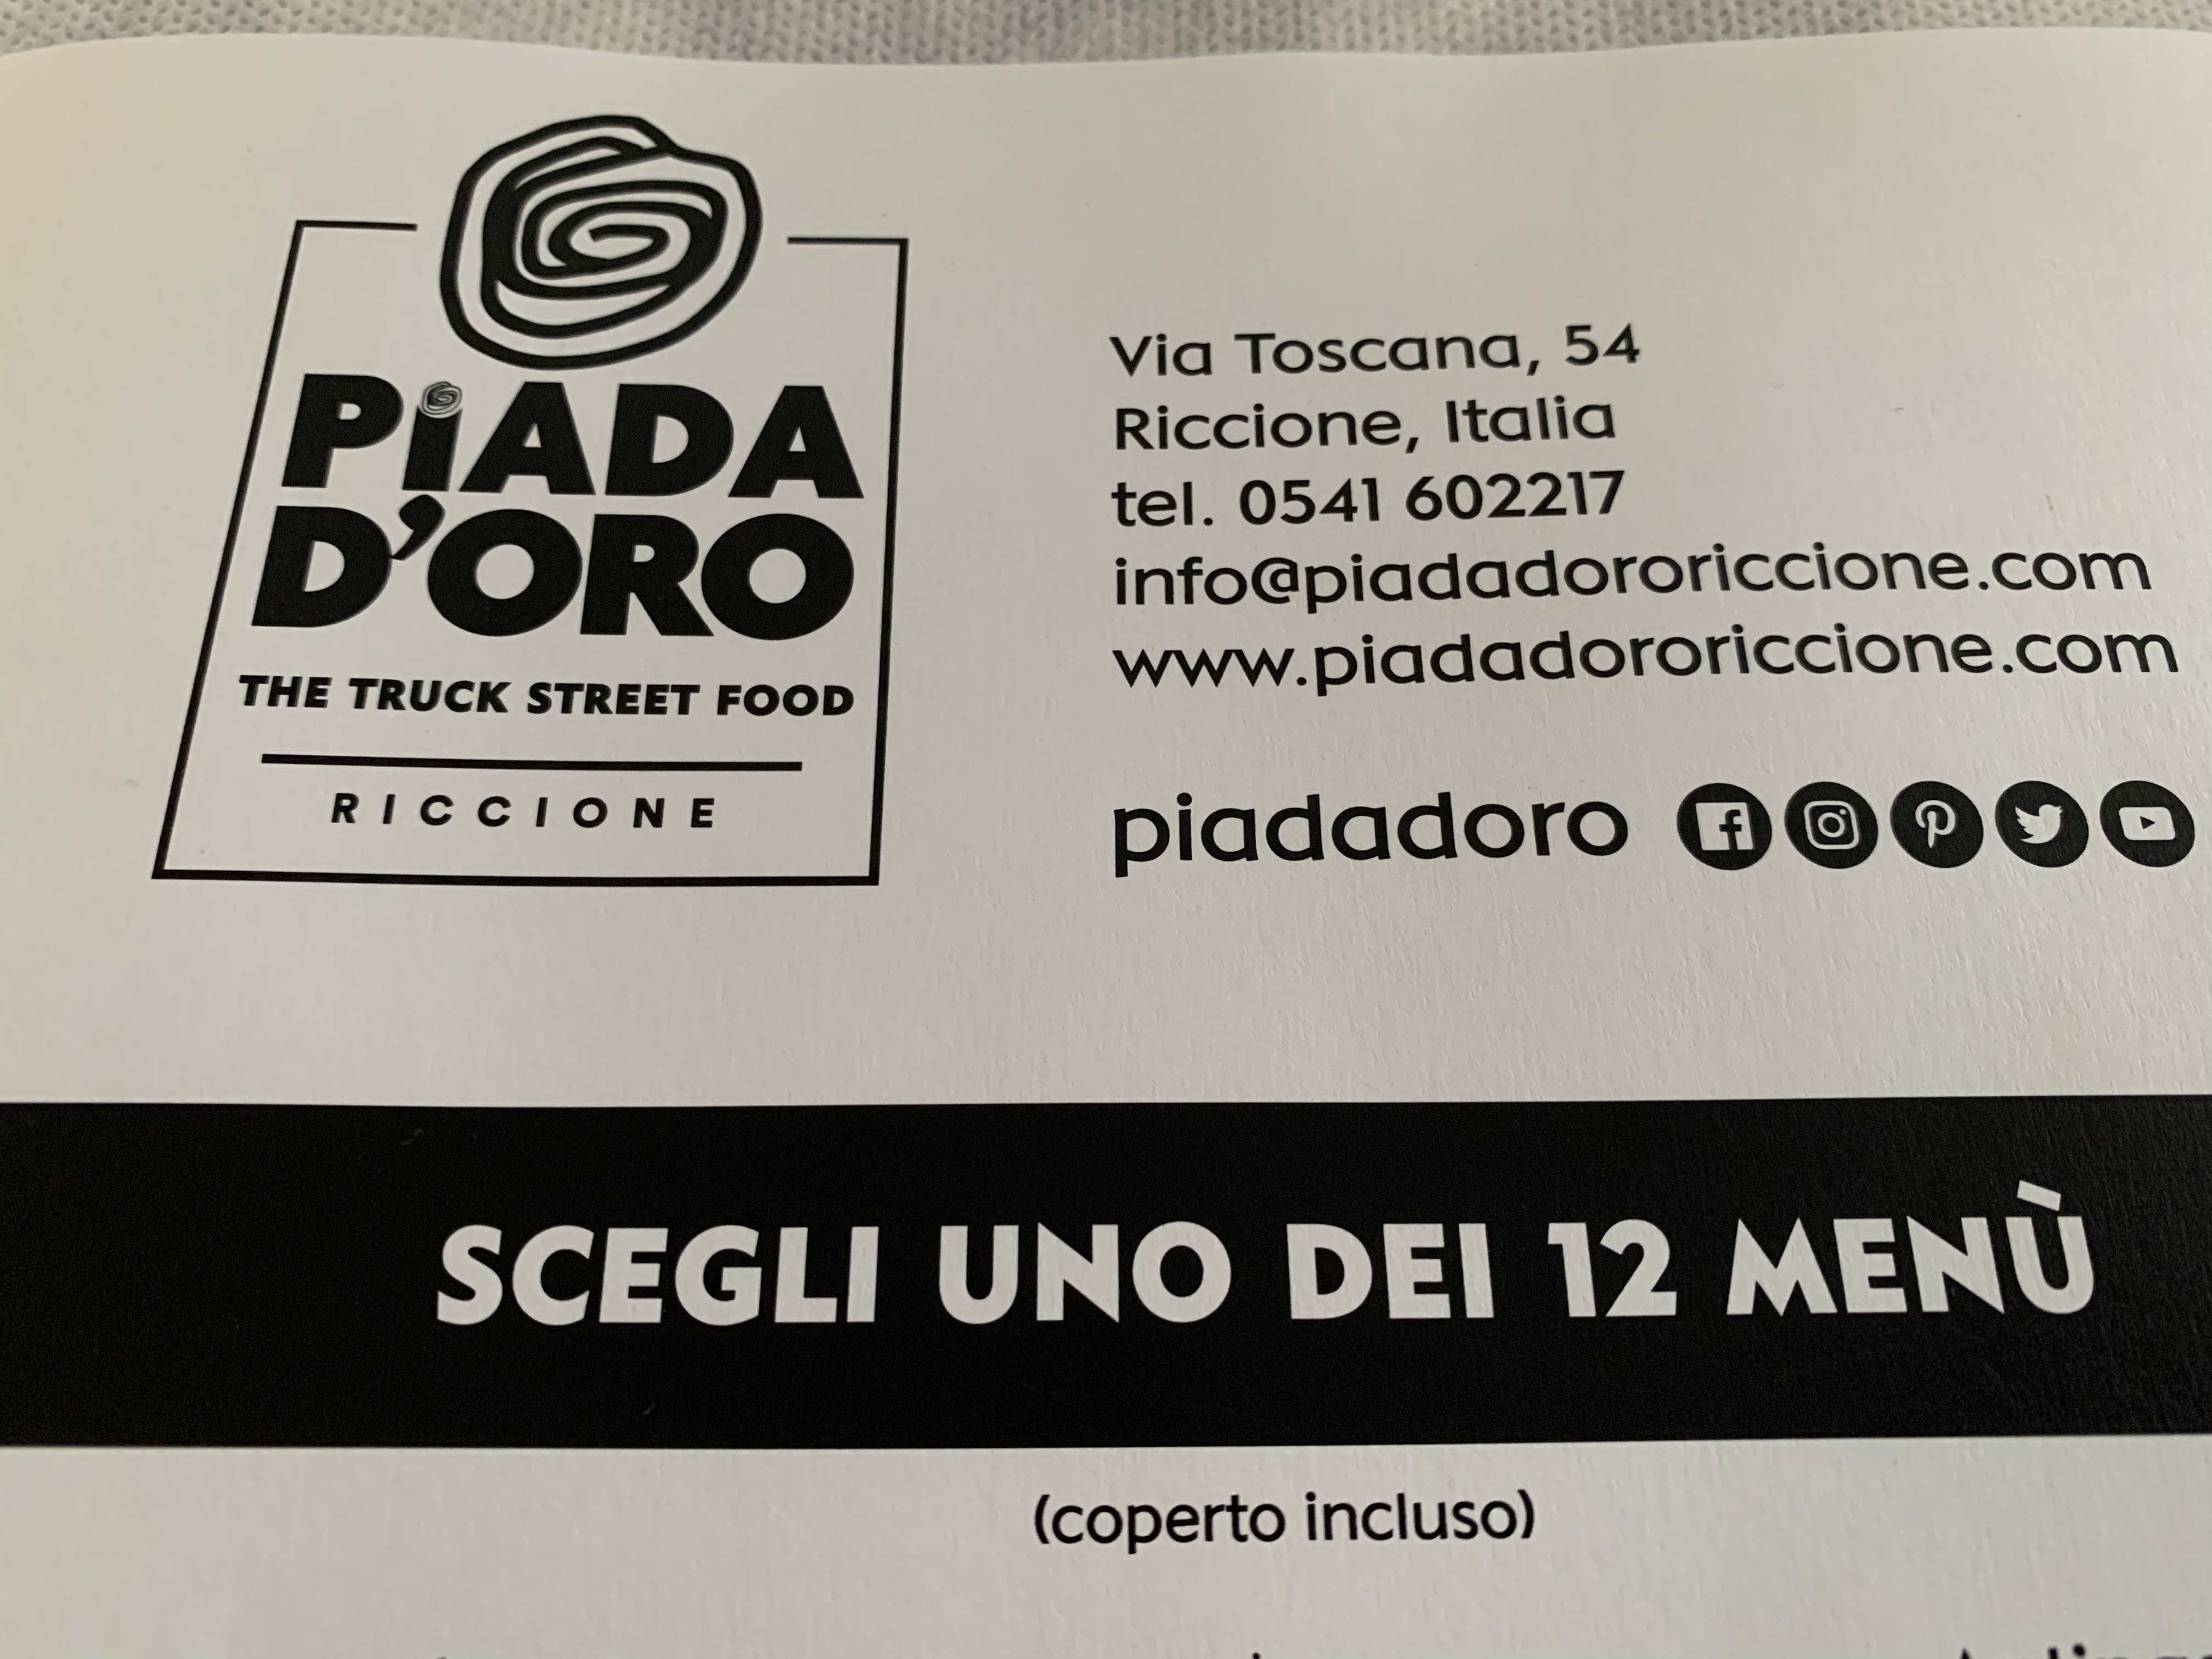 PiADA
D'ORO
THE TRUCK STREET FOOD
RICCIONE
Via Toscana, 54
Riccione, Italia
tel. 0541 602217
info@piadadororiccione.com
www.piadadororiccione.com
piadadoro
SCEGLI UNO DEI 12 MENÙ
(coperto incluso)